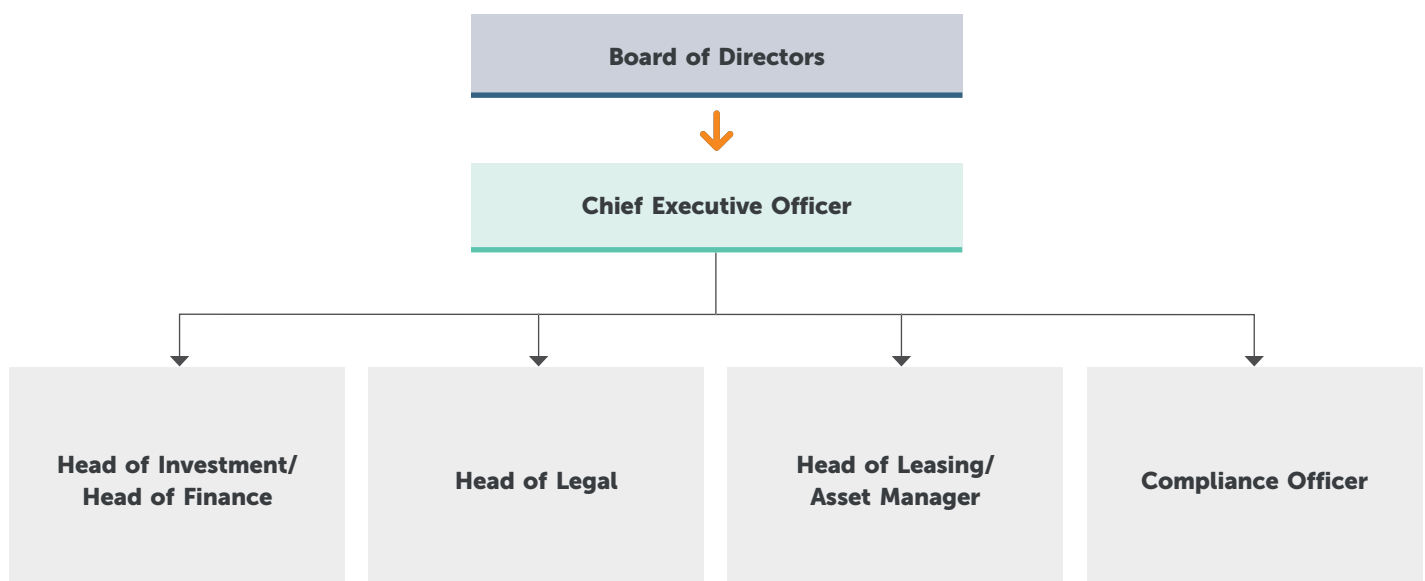 Board of Directors
Chief Executive Officer
Head of Investment/
Head of Finance
Head of Legal
Head of Leasing/
Asset Manager
Compliance Officer